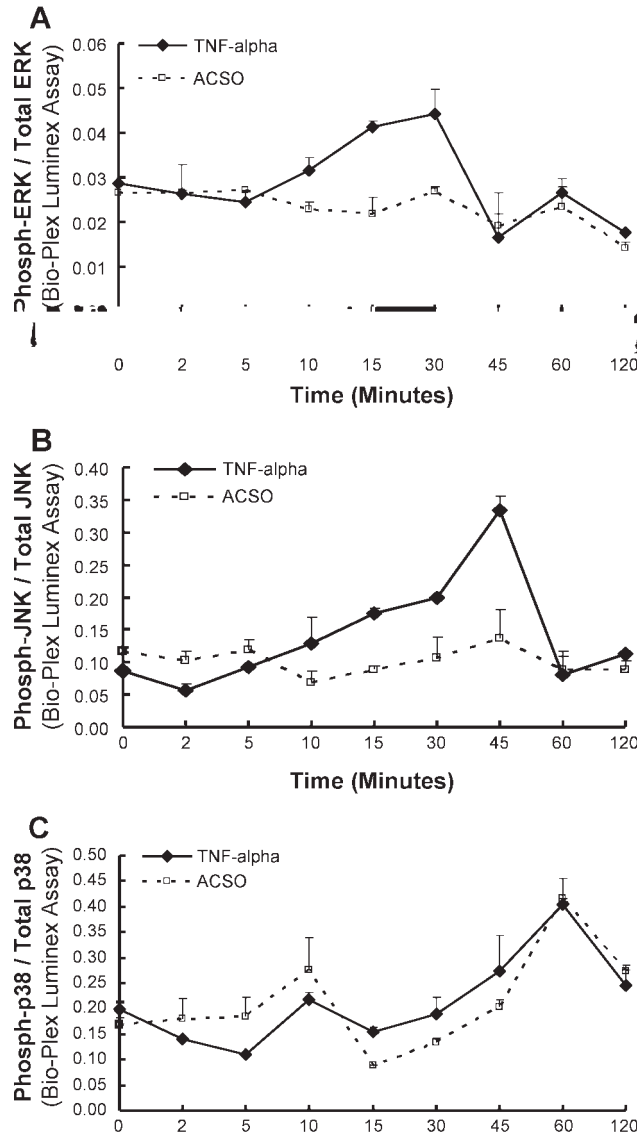 A
Phosph-ERK / Total ERK
(Bio-Plex Luminex Assay)
0.06
0.05
0.04
0.03
0.02
0.01
TNF-alpha
ACSO
0 2 5 10 15 30 45 60 120
Time (Minutes)
B
Phosph-JNK / Total JNK
(Bio-Plex Luminex Assay)
0.40
0.35
0.30
0.25
0.20
0.15
0.10
0.05
0.00
TNF-alpha
ACSO
0 2 5 10 15 30 45 60 120
Time (Minutes)
C
Phosph-p38 / Total p38
(Bio-Plex Luminex Assay)
0.50
0.45
0.40
0.35
0.30
0.25
0.20
0.15
0.10
0.05
0.00
TNF-alpha
ACSO
0 2 5 10 15 30 45 60 120